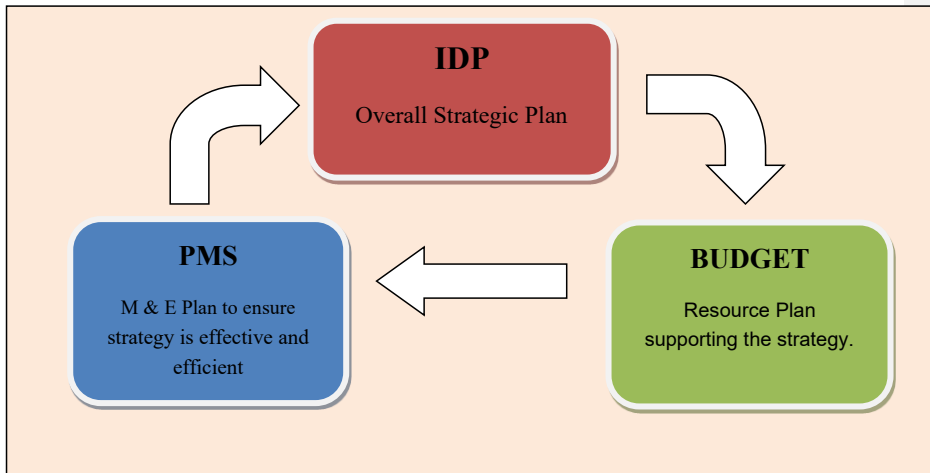 IDP
Overall Strategic Plan
PMS
M & E Plan to ensure
strategy is effective and
efficient
BUDGET
Resource Plan
supporting the strategy.